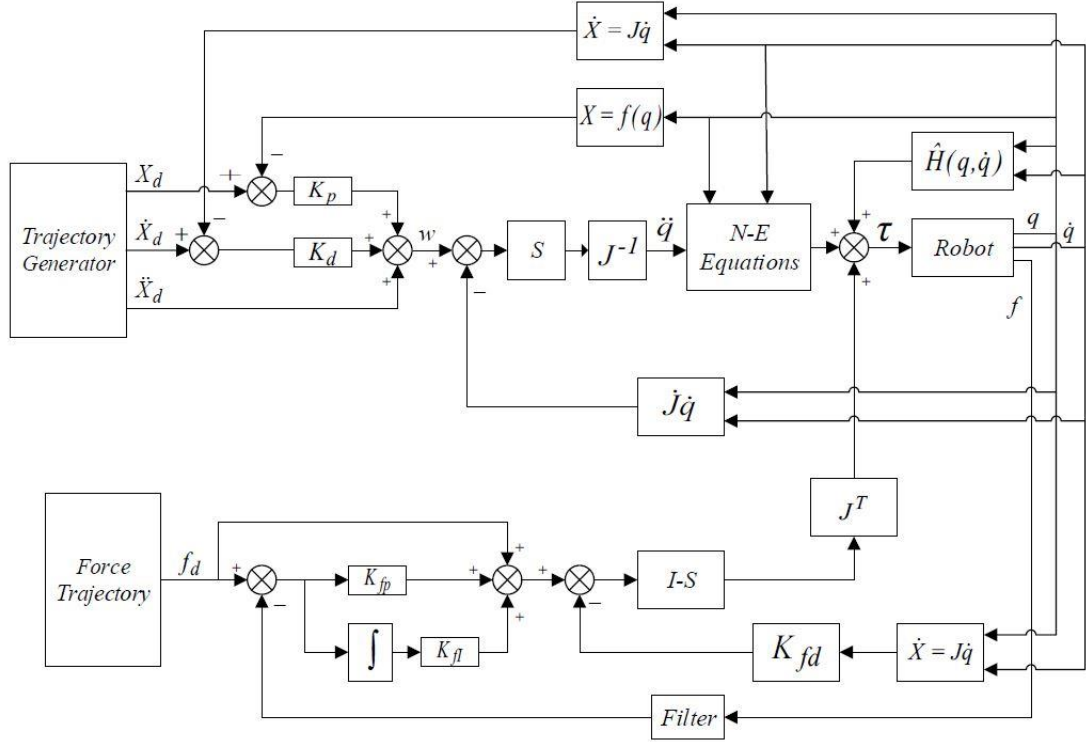 Ẋ = Jq̇
X = f(q)
Ĥ(q,q̇)
Trajectory
Generator
X_d
Ẋ_d
Ẍ_d
+
−
+
−
K_p
K_d
+
+
+
w
+
−
S
J⁻¹
q̈
N-E
Equations
+
+
+
τ
Robot
q
q̇
f
J̇q̇
J^T
Force
Trajectory
f_d
+
−
K_fp
∫
K_fI
+
+
+
+
−
I-S
K_fd
Ẋ = Jq̇
Filter